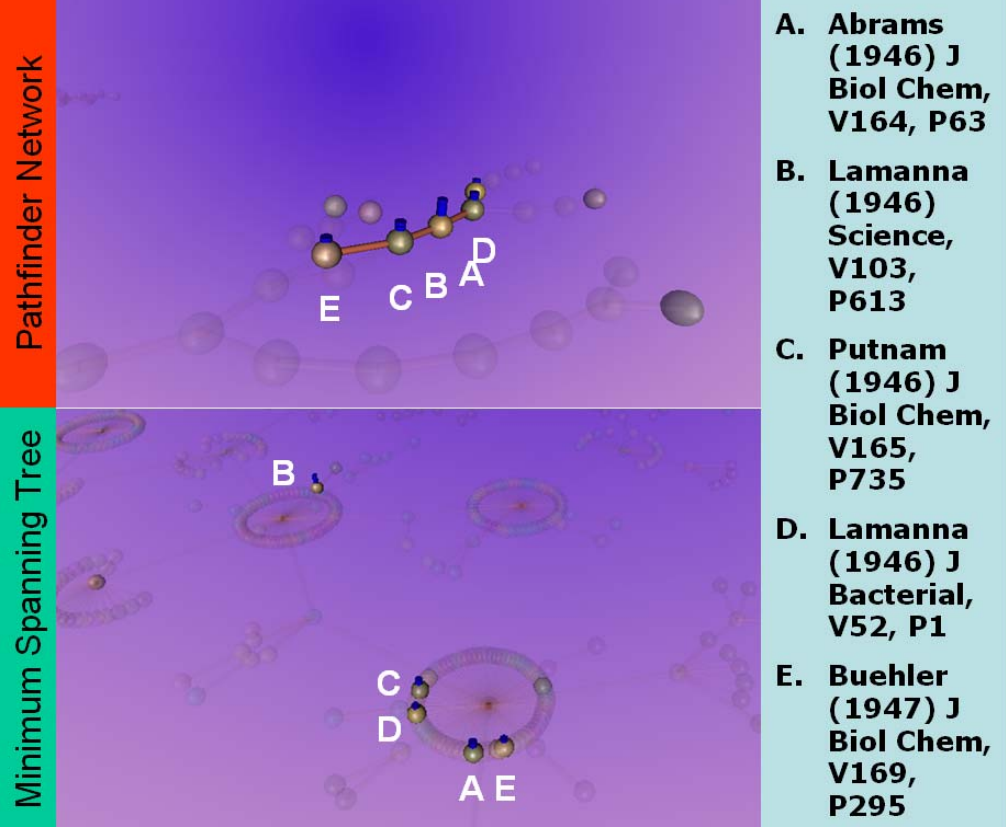 Pathfinder Network
E
C
B
A
D
Minimum Spanning Tree
B
C
D
A E
A. Abrams
(1946) J
Biol Chem,
V164, P63
B. Lamanna
(1946)
Science,
V103,
P613
C. Putnam
(1946) J
Biol Chem,
V165,
P735
D. Lamanna
(1946) J
Bacterial,
V52, P1
E. Buehler
(1947) J
Biol Chem,
V169,
P295